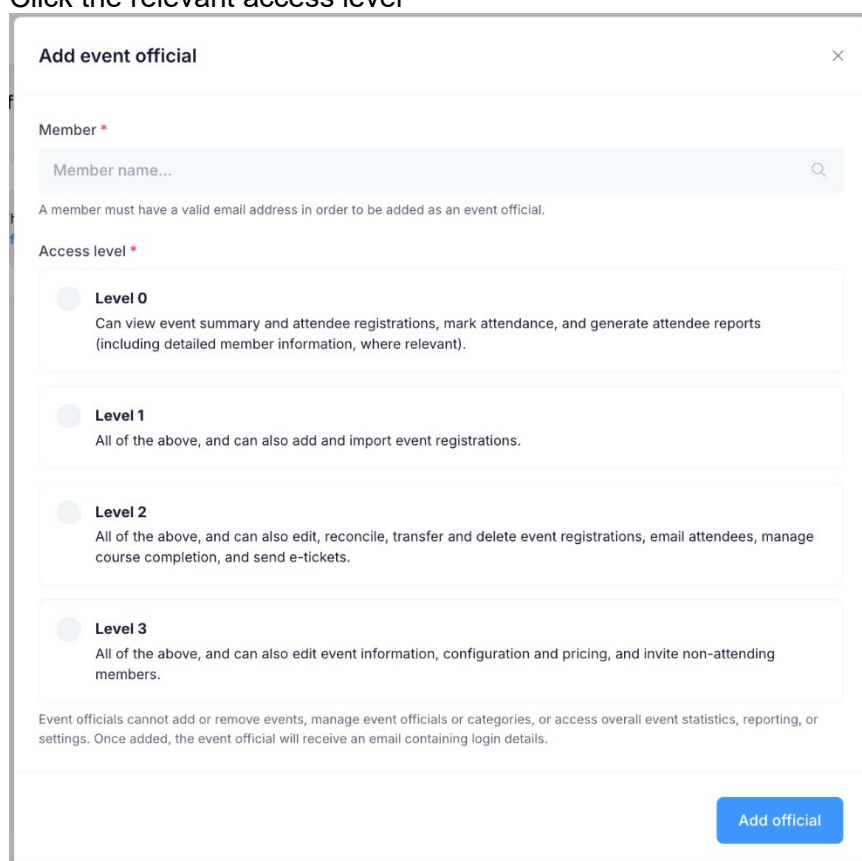 Click the relevant access level
Add event official
Member *
Member name...
A member must have a valid email address in order to be added as an event official.
Access level *
Level 0
Can view event summary and attendee registrations, mark attendance, and generate attendee reports
(including detailed member information, where relevant).
Level 1
All of the above, and can also add and import event registrations.
Level 2
All of the above, and can also edit, reconcile, transfer and delete event registrations, email attendees, manage
course completion, and send e-tickets.
Level 3
All of the above, and can also edit event information, configuration and pricing, and invite non-attending
members.
Event officials cannot add or remove events, manage event officials or categories, or access overall event statistics, reporting, or
settings. Once added, the event official will receive an email containing login details.
Add official